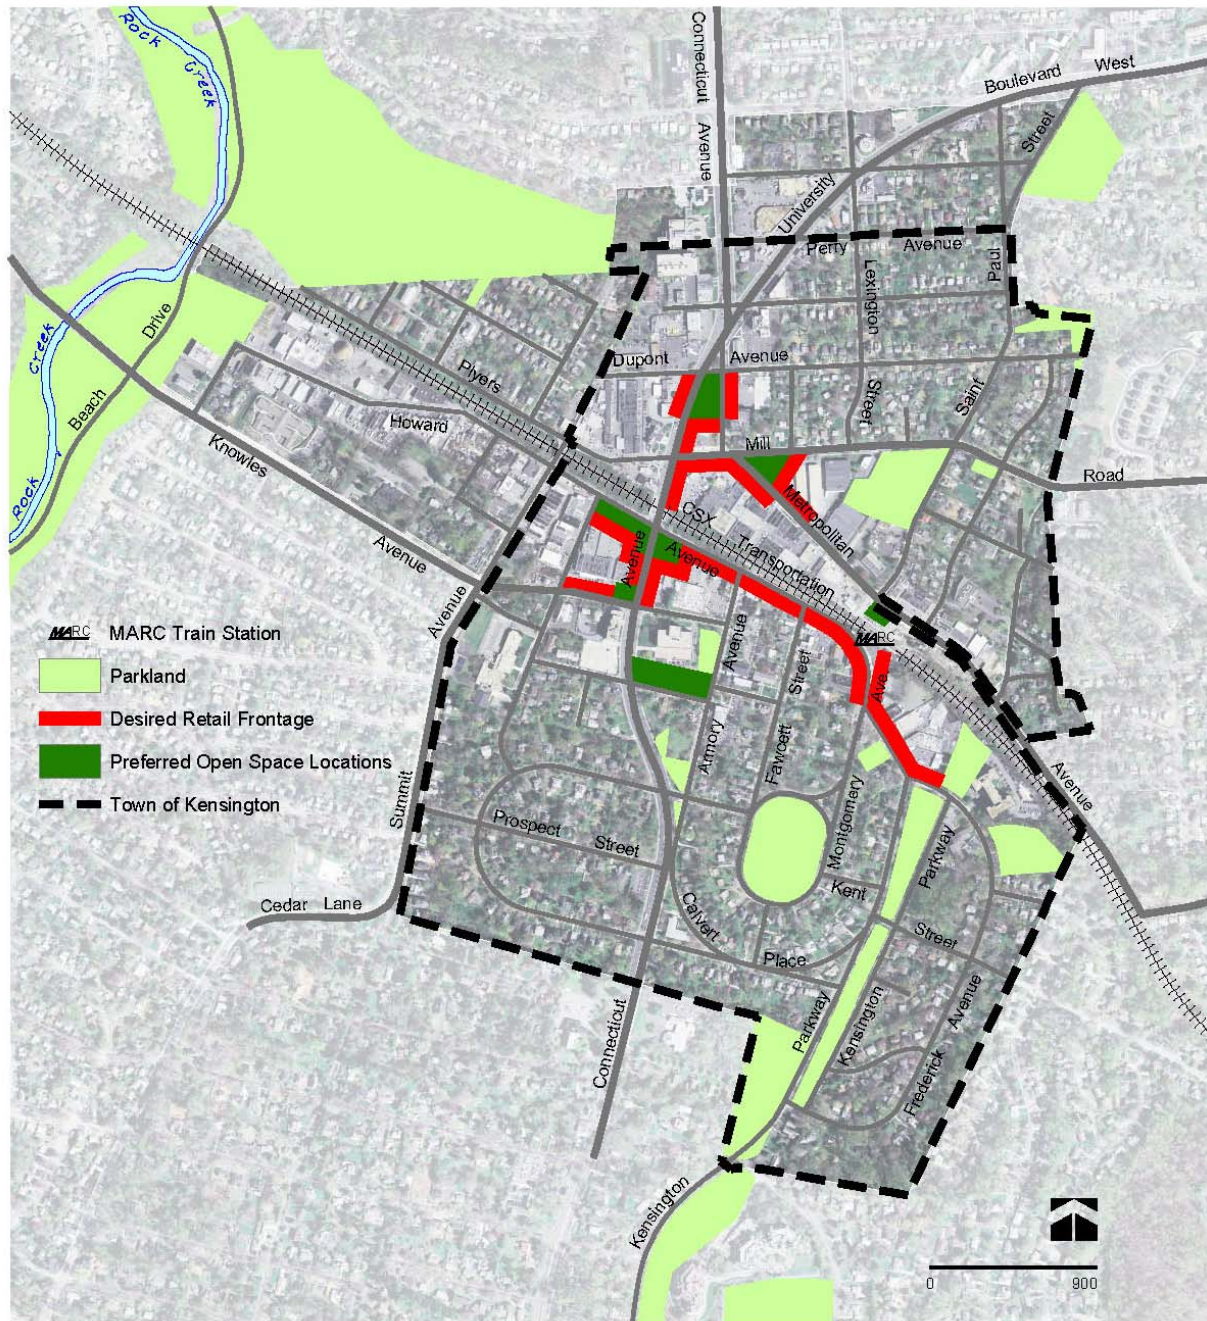 Rock
Creek
Connecticut
Avenue
Boulevard West
Street
University
Perry Avenue
Paul
Lexington
Street
Drive
Creek
Beach
Rock
Plyers
Dupont Avenue
Saint
Howard
Mill
Road
Knowles
Avenue
Metropolitan
CSX
Transportation
Avenue
Avenue
Avenue
MARC
Avenue
Street
Ave.
Armory
Fawcett
Montgomery
Avenue
Summit
Prospect Street
Parkway
Kent
Street
Cedar Lane
Calvert
Place
Avenue
Parkway
Kensington
Connecticut
Frederick
Kensington
MARC MARC Train Station
Parkland
Desired Retail Frontage
Preferred Open Space Locations
Town of Kensington
0 900